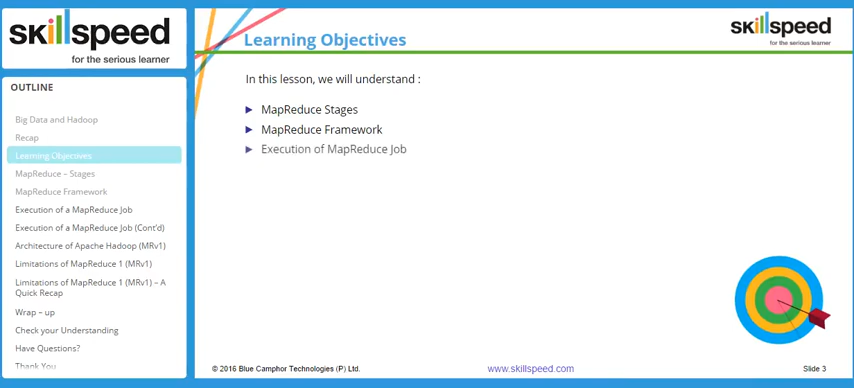 skillspeed
for the serious learner
OUTLINE
Big Data and Hadoop
Recap
Learning Objectives
MapReduce – Stages
MapReduce Framework
Execution of a MapReduce Job
Execution of a MapReduce Job (Cont'd)
Architecture of Apache Hadoop (MRv1)
Limitations of MapReduce 1 (MRv1)
Limitations of MapReduce 1 (MRv1) – A
Quick Recap
Wrap – up
Check your Understanding
Have Questions?
Thank You
Learning Objectives
skillspeed
for the serious learner
In this lesson, we will understand :
MapReduce Stages
MapReduce Framework
Execution of MapReduce Job
© 2016 Blue Camphor Technologies (P) Ltd.
www.skillspeed.com
Slide 3